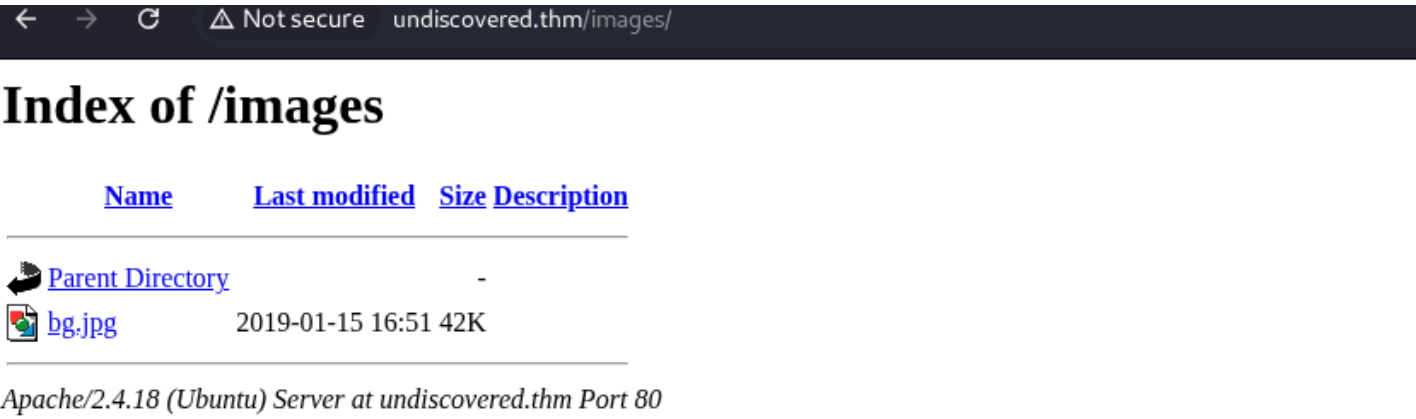 Not secure undiscovered.thm/images/
Index of /images
Name Last modified Size Description
Parent Directory -
bg.jpg 2019-01-15 16:51 42K
Apache/2.4.18 (Ubuntu) Server at undiscovered.thm Port 80